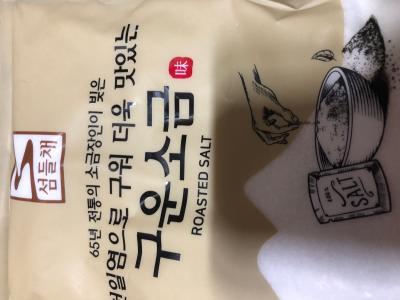 섬들채
65년 전통의 소금장인이 빚은
천일염으로 구워 더욱 맛있는
구운소금
味
ROASTED SALT
SALT